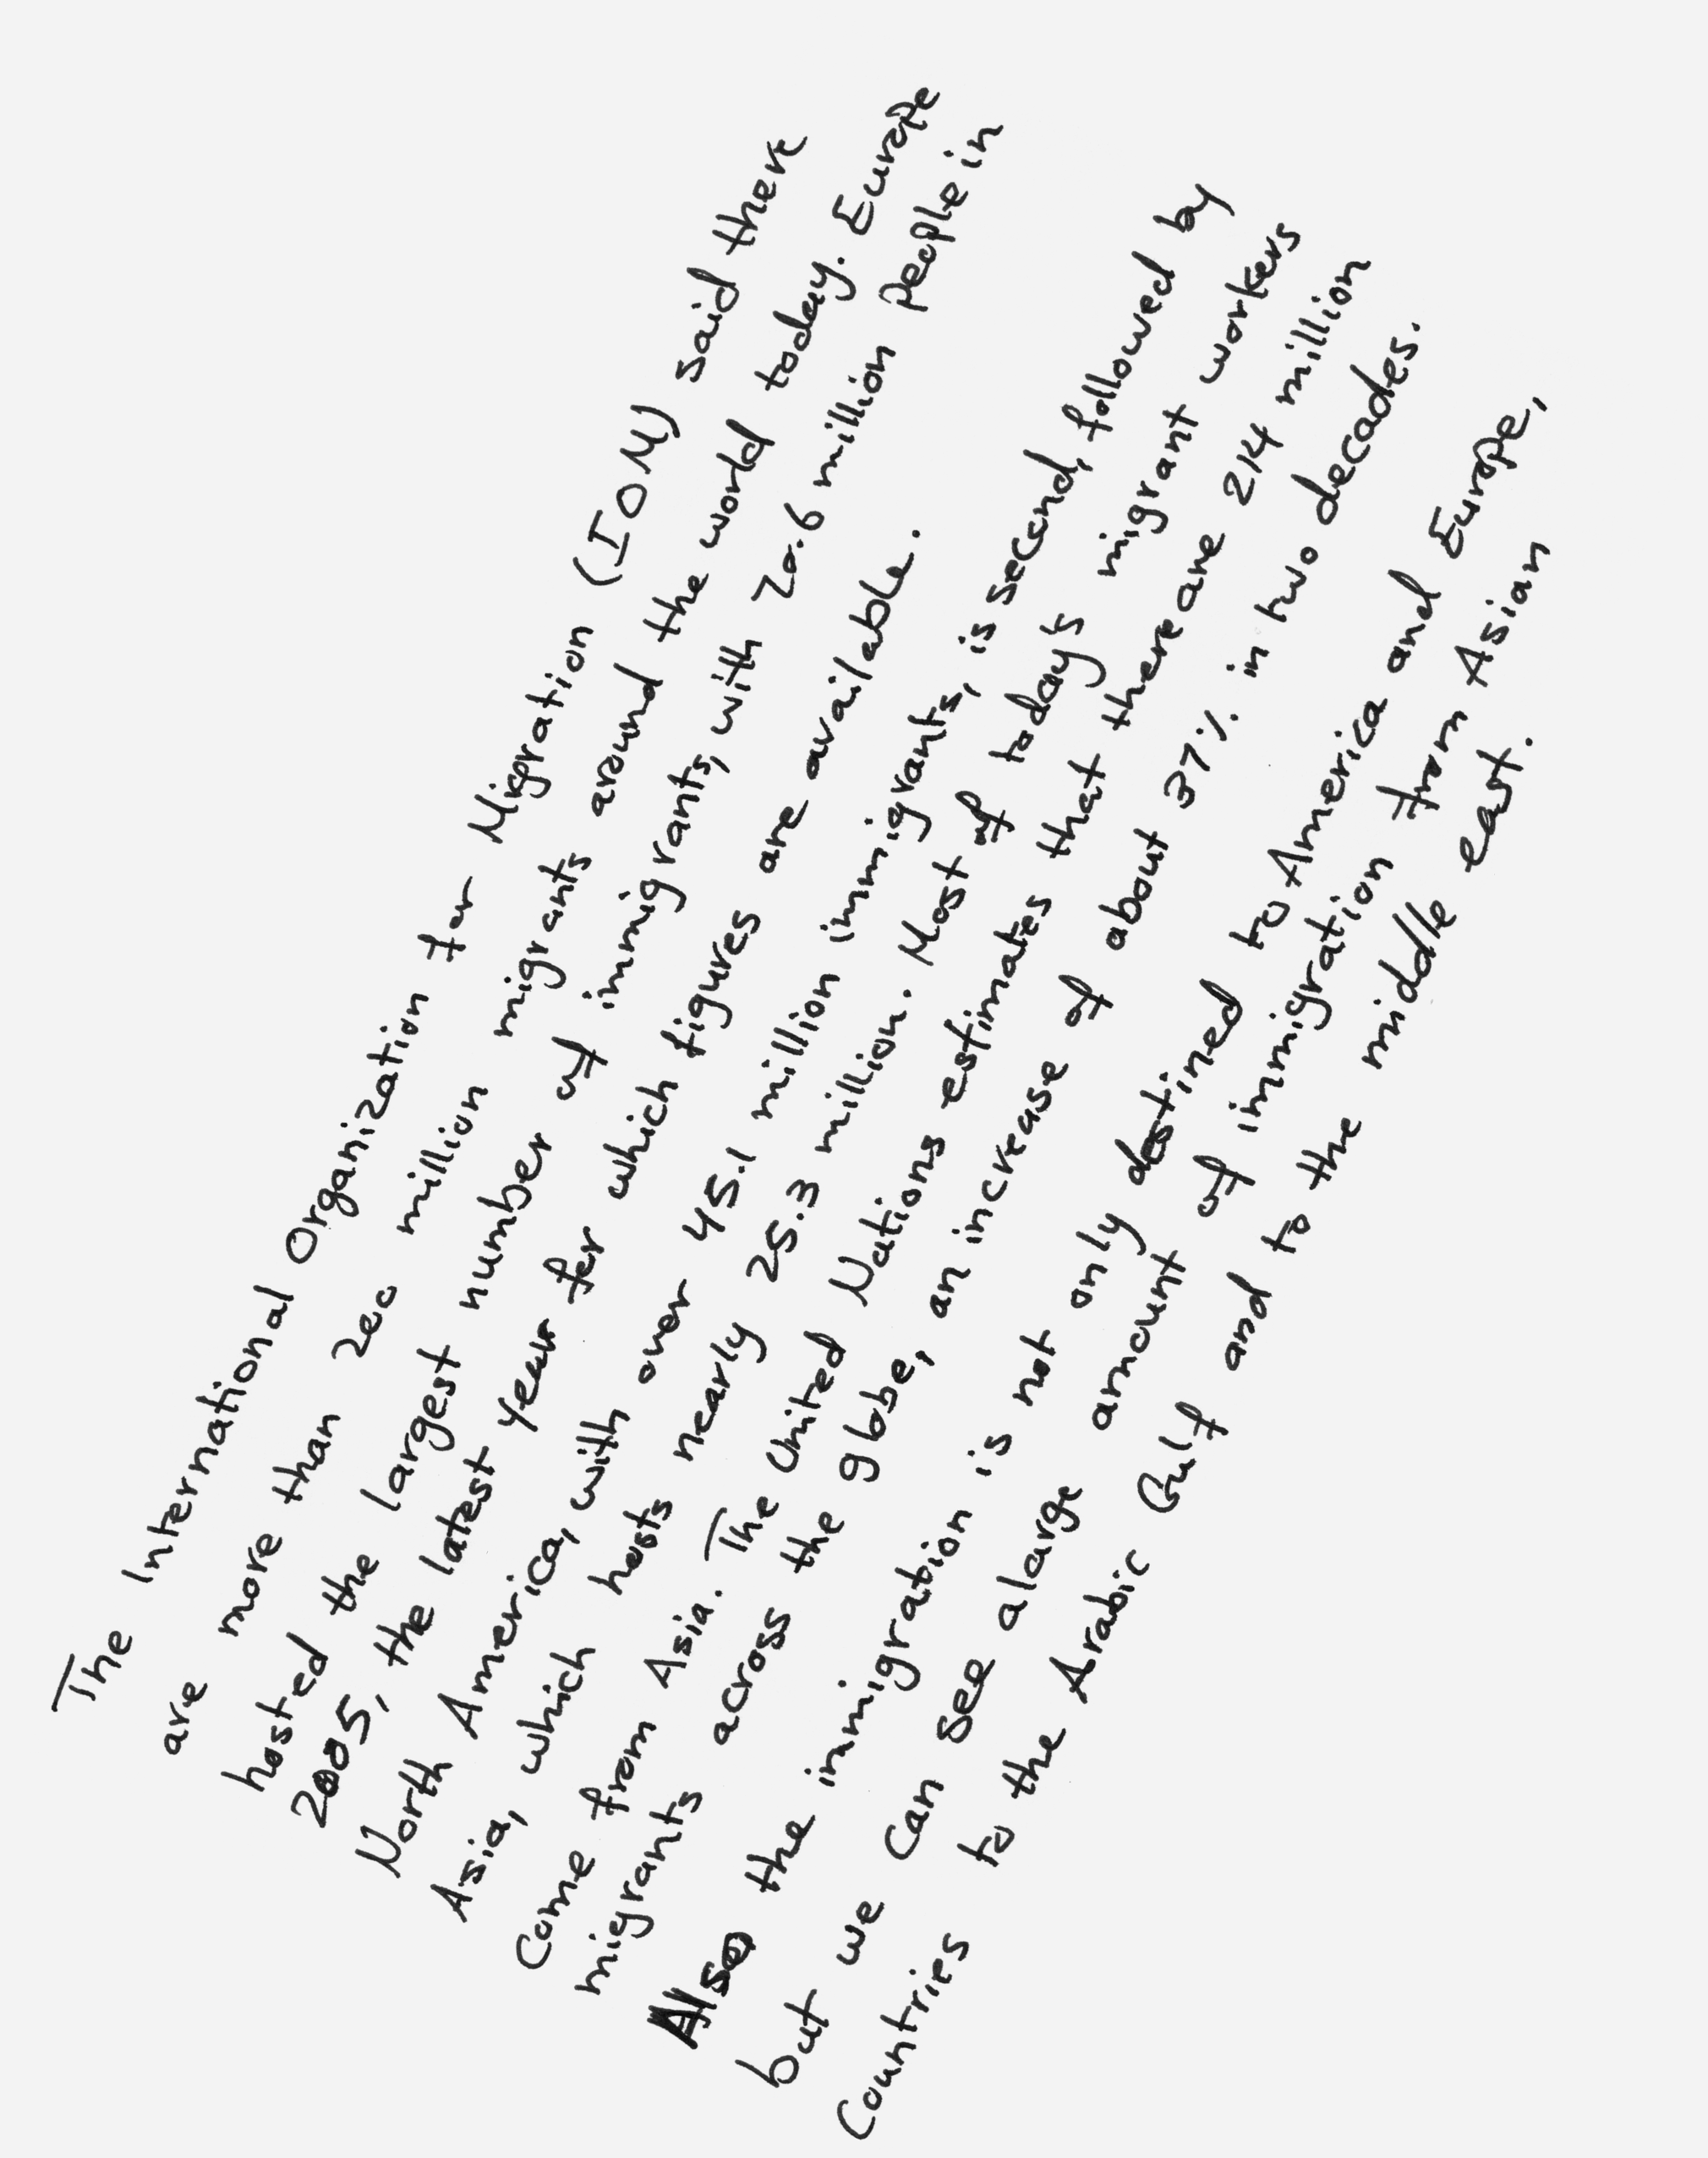 The International Organization for Migration (IOM) said there
are more than 200 million migrants around the world today. Europe
hosted the largest number of immigrants, with 70.6 million people in
2005, the latest year for which figures are available.
North America, with over 45.1 million immigrants, is second, followed by
Asia, which hosts nearly 25.3 million. Most of today's migrant workers
come from Asia. The United Nations estimates that there are 214 million
migrants across the globe, an increase of about 37% in two decades.
Also the immigration is not only destined to America and Europe,
but we can see a large amount of immigration from Asian
Countries to the Arabic Gulf and to the middle east.